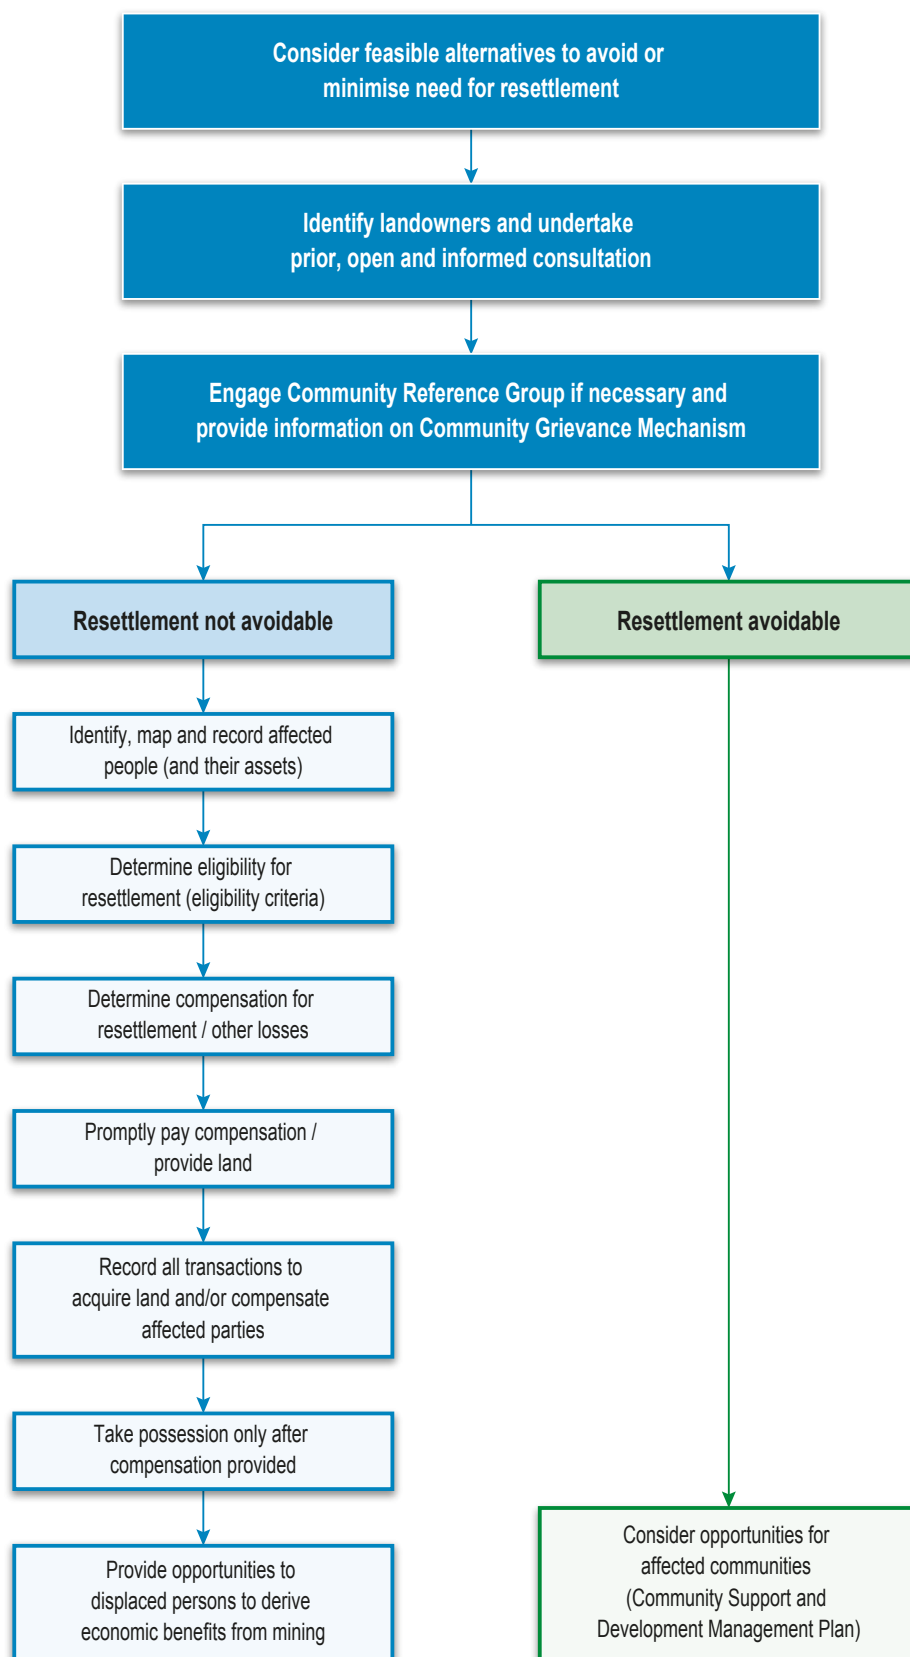 Consider feasible alternatives to avoid or
minimise need for resettlement
Identify landowners and undertake
prior, open and informed consultation
Engage Community Reference Group if necessary and
provide information on Community Grievance Mechanism
Resettlement not avoidable
Resettlement avoidable
Identify, map and record affected
people (and their assets)
Determine eligibility for
resettlement (eligibility criteria)
Determine compensation for
resettlement / other losses
Promptly pay compensation /
provide land
Record all transactions to
acquire land and/or compensate
affected parties
Take possession only after
compensation provided
Provide opportunities to
displaced persons to derive
economic benefits from mining
Consider opportunities for
affected communities
(Community Support and
Development Management Plan)